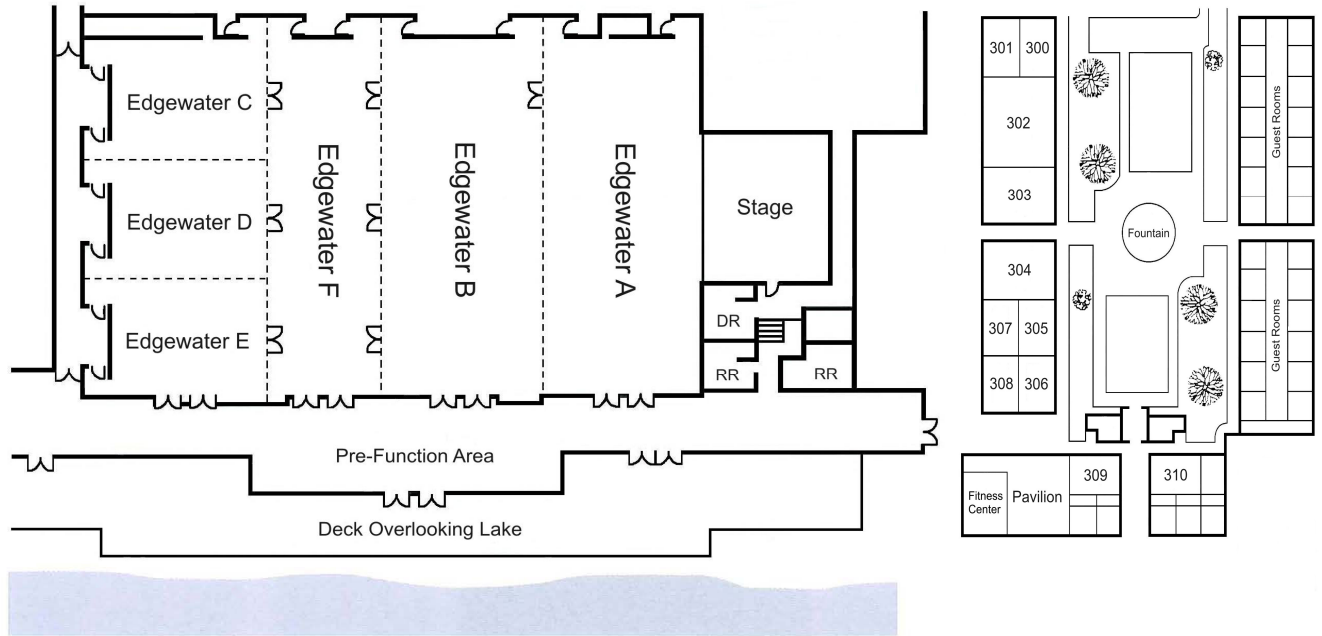 Edgewater C
Edgewater D
Edgewater E
Edgewater F
Edgewater B
Edgewater A
Stage
DR
RR
RR
Pre-Function Area
Deck Overlooking Lake
301
300
302
303
304
307
305
308
306
Fountain
Guest Rooms
Guest Rooms
Fitness
Center
Pavilion
309
310